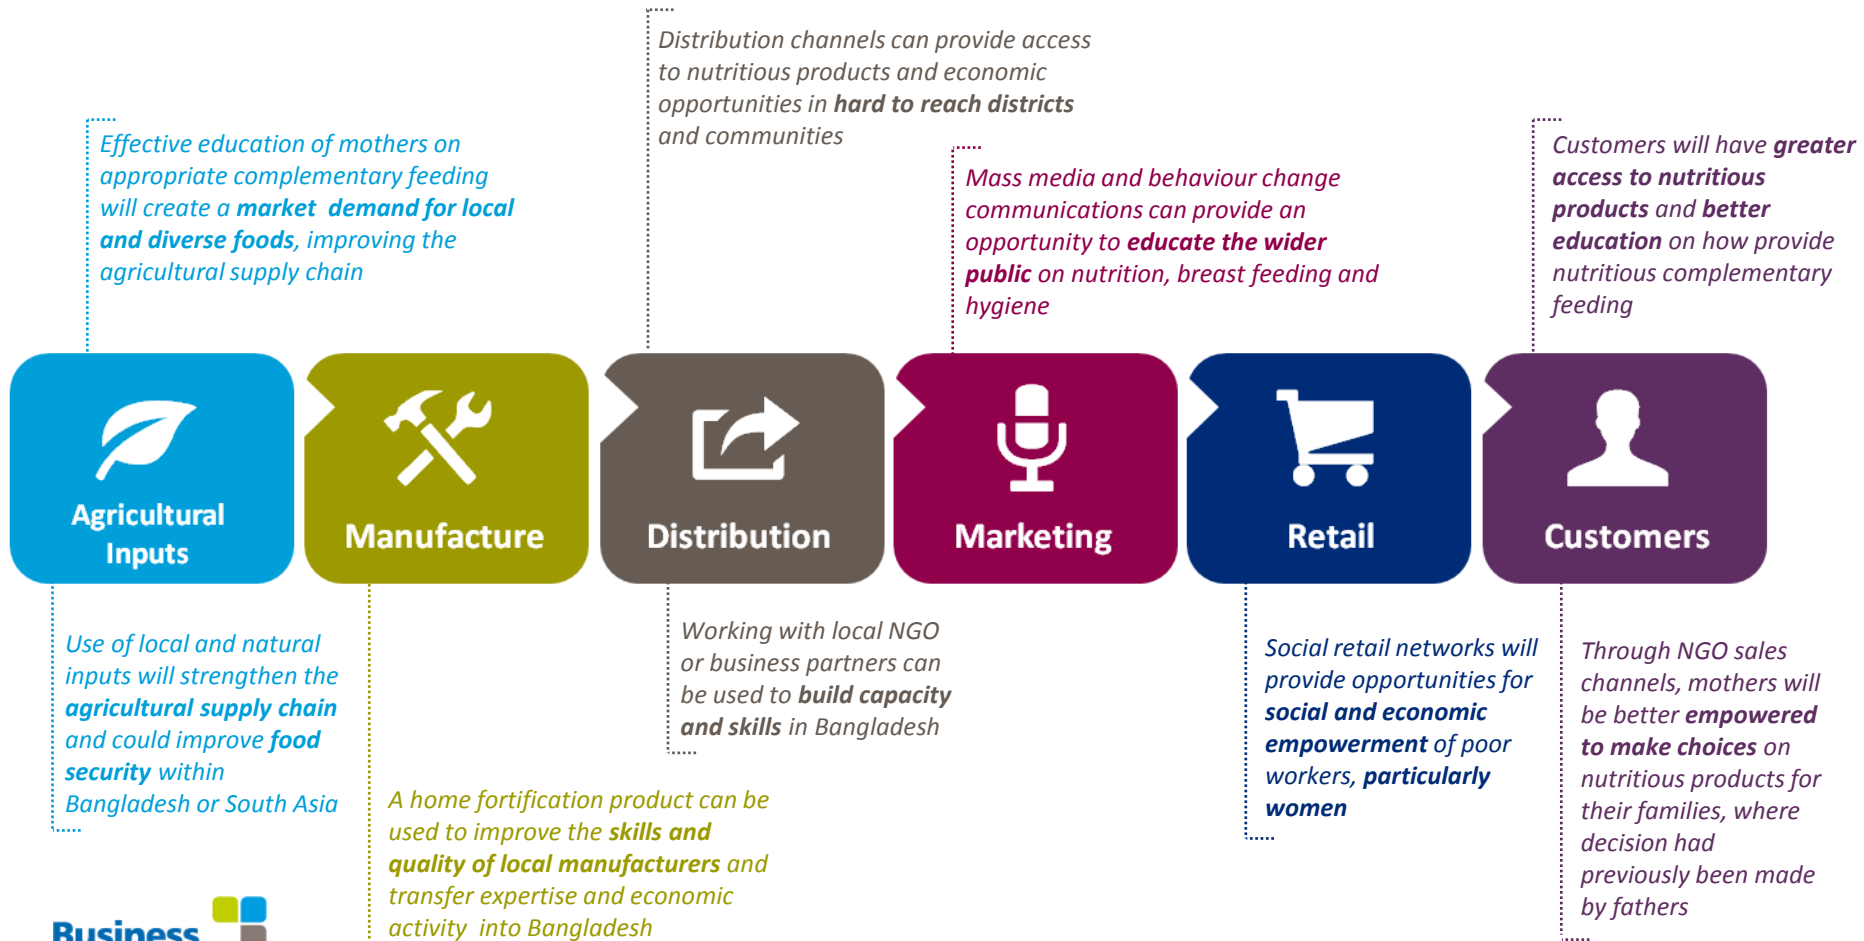 Distribution channels can provide access
to nutritious products and economic
opportunities in hard to reach districts
and communities
Effective education of mothers on
appropriate complementary feeding
will create a market demand for local
and diverse foods, improving the
agricultural supply chain
Mass media and behaviour change
communications can provide an
opportunity to educate the wider
public on nutrition, breast feeding and
hygiene
Customers will have greater
access to nutritious
products and better
education on how provide
nutritious complementary
feeding
Agricultural
Inputs
Manufacture
Distribution
Marketing
Retail
Customers
Use of local and natural
inputs will strengthen the
agricultural supply chain
and could improve food
security within
Bangladesh or South Asia
A home fortification product can be
used to improve the skills and
quality of local manufacturers and
transfer expertise and economic
activity into Bangladesh
Working with local NGO
or business partners can
be used to build capacity
and skills in Bangladesh
Social retail networks will
provide opportunities for
social and economic
empowerment of poor
workers, particularly
women
Through NGO sales
channels, mothers will
be better empowered
to make choices on
nutritious products for
their families, where
decision had
previously been made
by fathers
Business